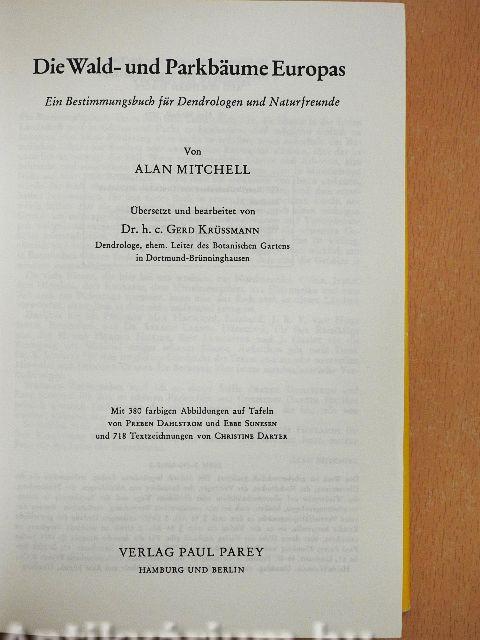 Die Wald- und Parkbäume Europas
Ein Bestimmungsbuch für Dendrologen und Naturfreunde
Von
ALAN MITCHELL
Übersetzt und bearbeitet von
Dr. h. c. GERD KRÜSSMANN
Dendrologe, ehem. Leiter des Botanischen Gartens
in Dortmund-Brünninghausen
Mit 380 farbigen Abbildungen auf Tafeln
von PREBEN DAHLSTROM und EBBE SUNESEN
und 718 Textzeichnungen von CHRISTINE DARTER
VERLAG PAUL PAREY
HAMBURG UND BERLIN